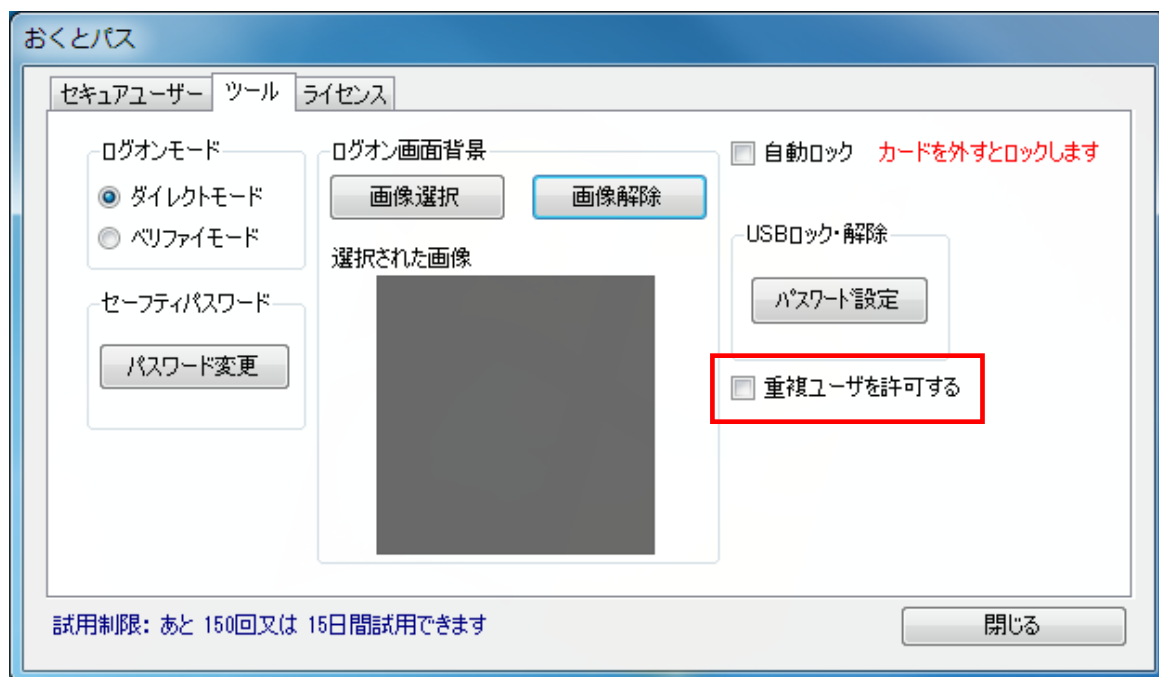 おくとパス
セキュアユーザー ツール ライセンス
ログオンモード
ダイレクトモード
ベリファイモード
セーフティパスワード
パスワード変更
ログオン画面背景
画像選択 画像解除
選択された画像
自動ロック カードを外すとロックします
USBロック・解除
パスワード設定
重複ユーザを許可する
試用制限: あと 150回又は 15日間試用できます
閉じる